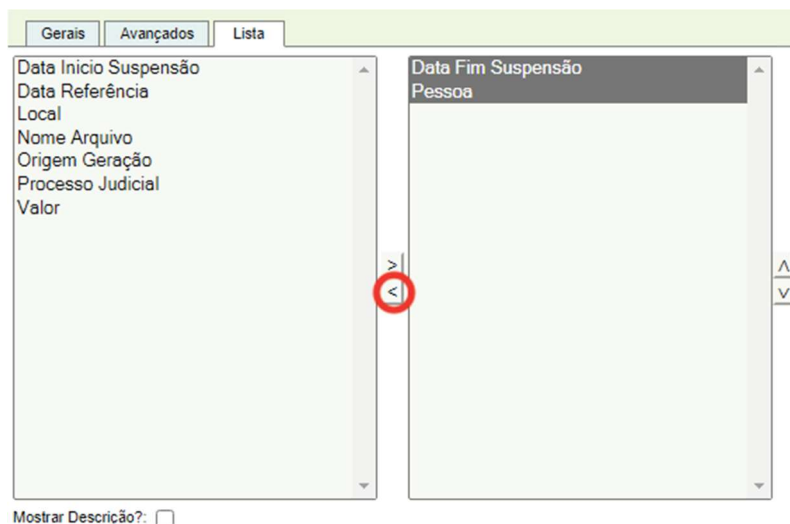 Gerais Avançados Lista
Data Inicio Suspensão
Data Referência
Local
Nome Arquivo
Origem Geração
Processo Judicial
Valor
Data Fim Suspensão
Pessoa
>
<
Mostrar Descrição?: